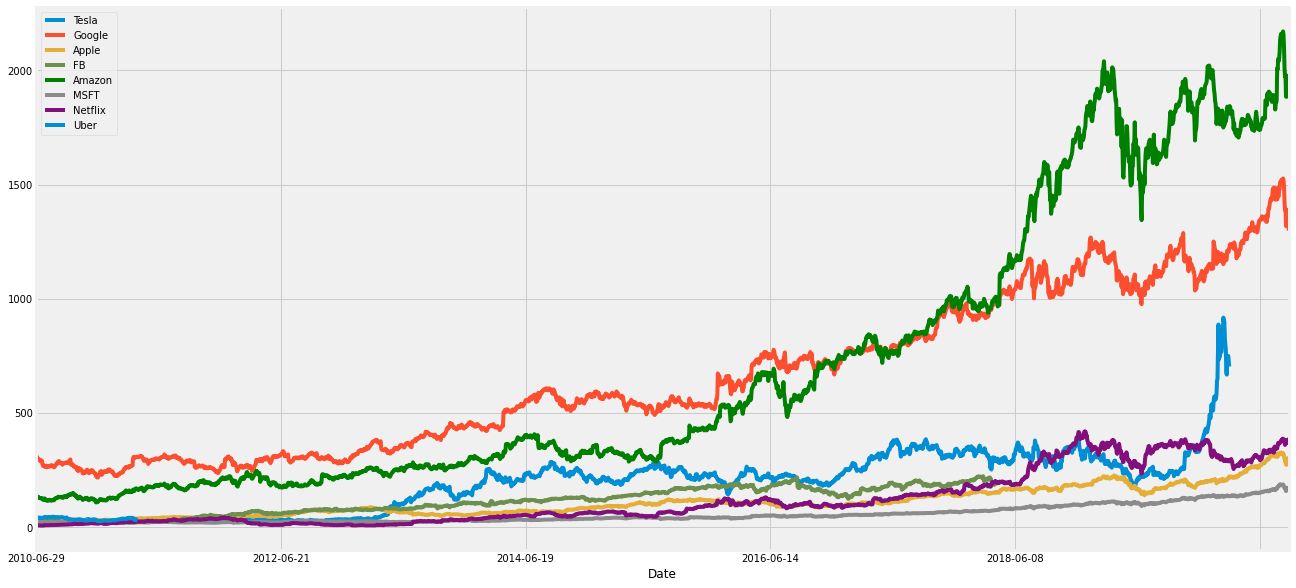 Tesla
Google
Apple
FB
Amazon
MSFT
Netflix
Uber
2000
1500
1000
500
0
2010-06-29
2012-06-21
2014-06-19
2016-06-14
2018-06-08
Date